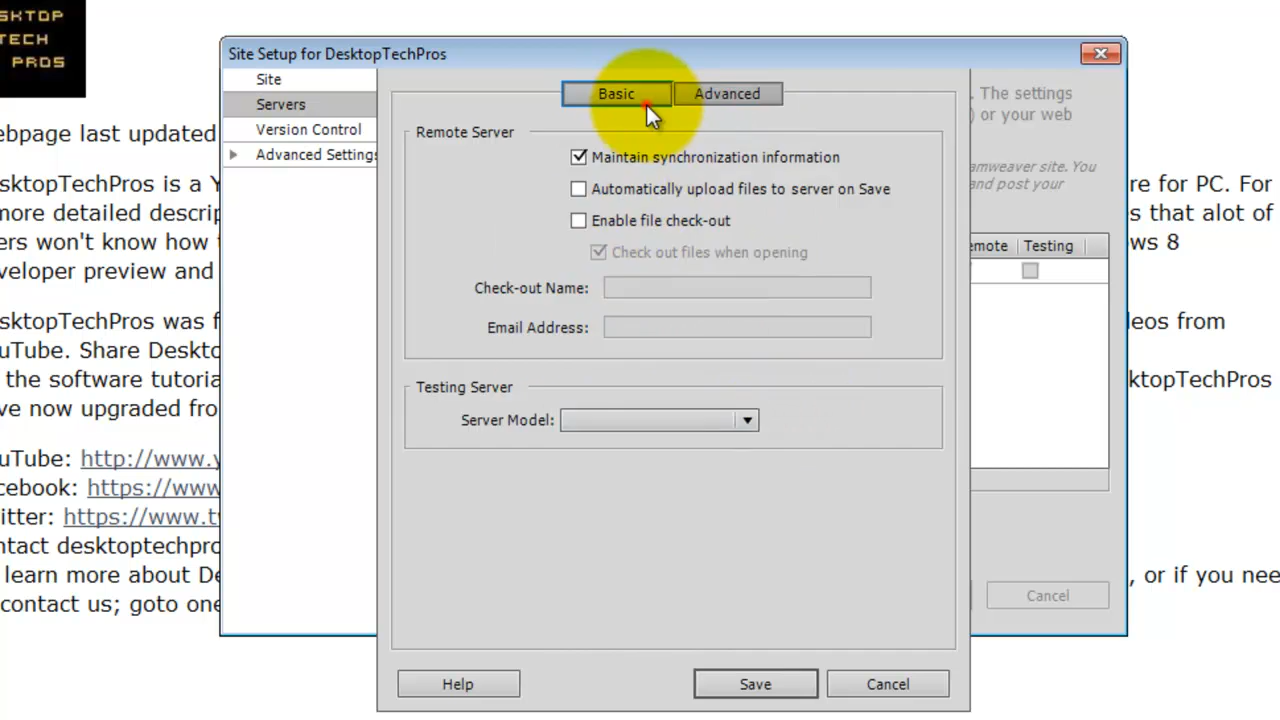 SKTOP
TECH
PROS
Site Setup for DesktopTechPros
Site
Servers
Version Control
Advanced Settings
Basic
Advanced
Remote Server
Maintain synchronization information
Automatically upload files to server on Save
Enable file check-out
Check out files when opening
Check-out Name:
Email Address:
Testing Server
Server Model:
Help
Save
Cancel
. The settings
) or your web
amweaver site. You
and post your
emote Testing
Cancel
ebpage last updated
esktopTechPros is a Y
re for PC. For
more detailed descrip
s that alot of
ers won't know how t
ws 8
veloper preview and
esktopTechPros was f
deos from
uTube. Share Deskto
the software tutoria
ktopTechPros
ve now upgraded fro
uTube: http://www.y
cebook: https://www
itter: https://www.t
ntact desktoptechpro
learn more about De
, or if you nee
contact us; goto one